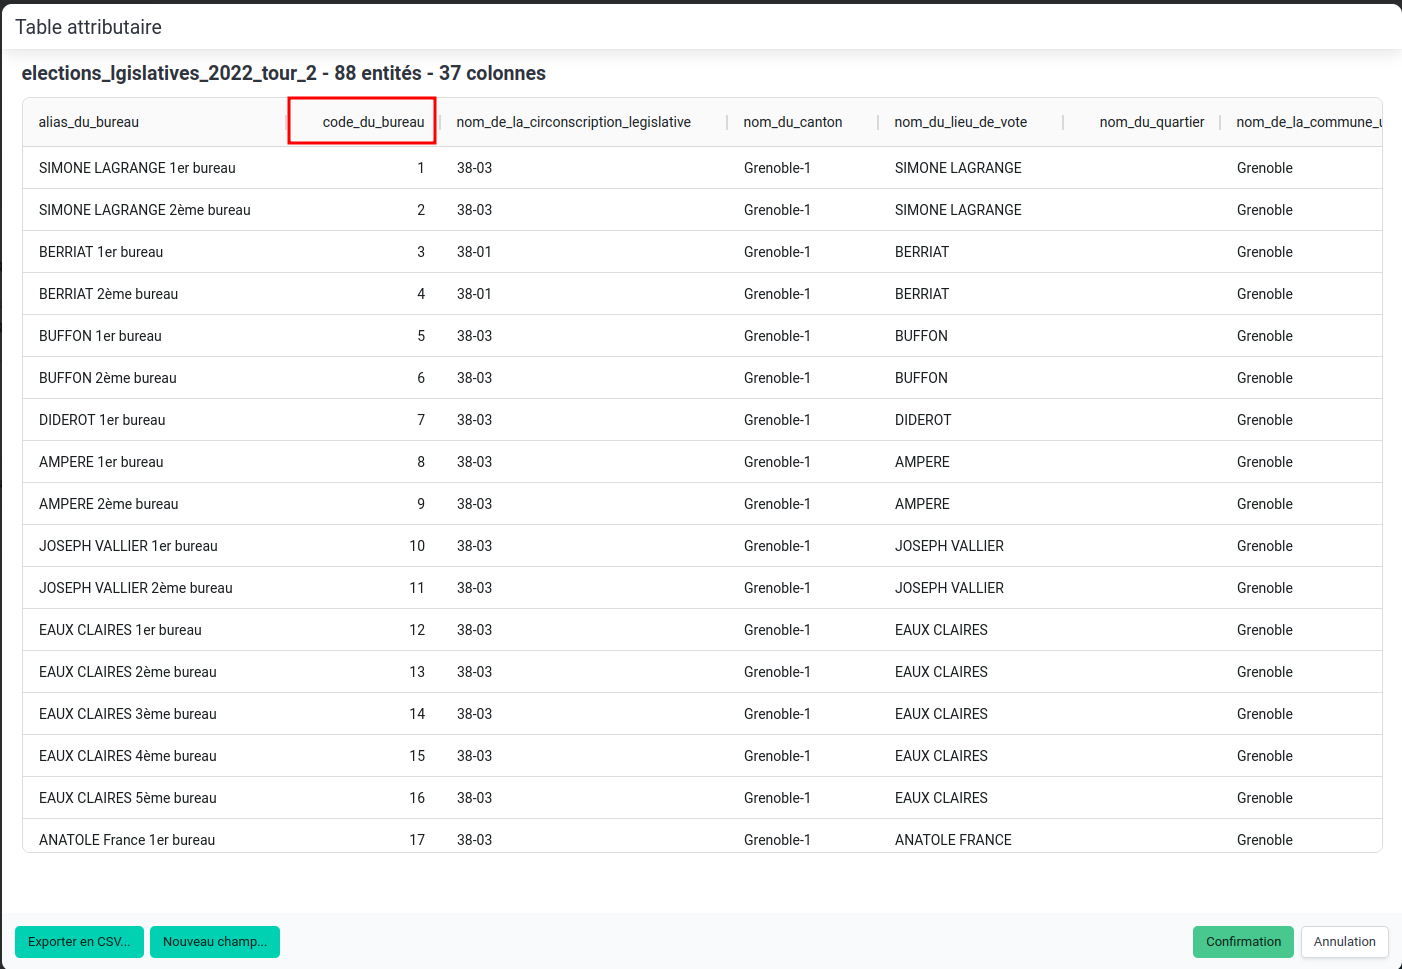 Table attributaire
elections_lgislatives_2022_tour_2 - 88 entités - 37 colonnes
alias_du_bureau code_du_bureau nom_de_la_circonscription_legislative nom_du_canton nom_du_lieu_de_vote nom_du_quartier nom_de_la_commune_u
SIMONE LAGRANGE 1er bureau 1 38-03 Grenoble-1 SIMONE LAGRANGE Grenoble
SIMONE LAGRANGE 2ème bureau 2 38-03 Grenoble-1 SIMONE LAGRANGE Grenoble
BERRIAT 1er bureau 3 38-01 Grenoble-1 BERRIAT Grenoble
BERRIAT 2ème bureau 4 38-01 Grenoble-1 BERRIAT Grenoble
BUFFON 1er bureau 5 38-03 Grenoble-1 BUFFON Grenoble
BUFFON 2ème bureau 6 38-03 Grenoble-1 BUFFON Grenoble
DIDEROT 1er bureau 7 38-03 Grenoble-1 DIDEROT Grenoble
AMPERE 1er bureau 8 38-03 Grenoble-1 AMPERE Grenoble
AMPERE 2ème bureau 9 38-03 Grenoble-1 AMPERE Grenoble
JOSEPH VALLIER 1er bureau 10 38-03 Grenoble-1 JOSEPH VALLIER Grenoble
JOSEPH VALLIER 2ème bureau 11 38-03 Grenoble-1 JOSEPH VALLIER Grenoble
EAUX CLAIRES 1er bureau 12 38-03 Grenoble-1 EAUX CLAIRES Grenoble
EAUX CLAIRES 2ème bureau 13 38-03 Grenoble-1 EAUX CLAIRES Grenoble
EAUX CLAIRES 3ème bureau 14 38-03 Grenoble-1 EAUX CLAIRES Grenoble
EAUX CLAIRES 4ème bureau 15 38-03 Grenoble-1 EAUX CLAIRES Grenoble
EAUX CLAIRES 5ème bureau 16 38-03 Grenoble-1 EAUX CLAIRES Grenoble
ANATOLE France 1er bureau 17 38-03 Grenoble-1 ANATOLE FRANCE Grenoble
Exporter en CSV... Nouveau champ... Confirmation Annulation